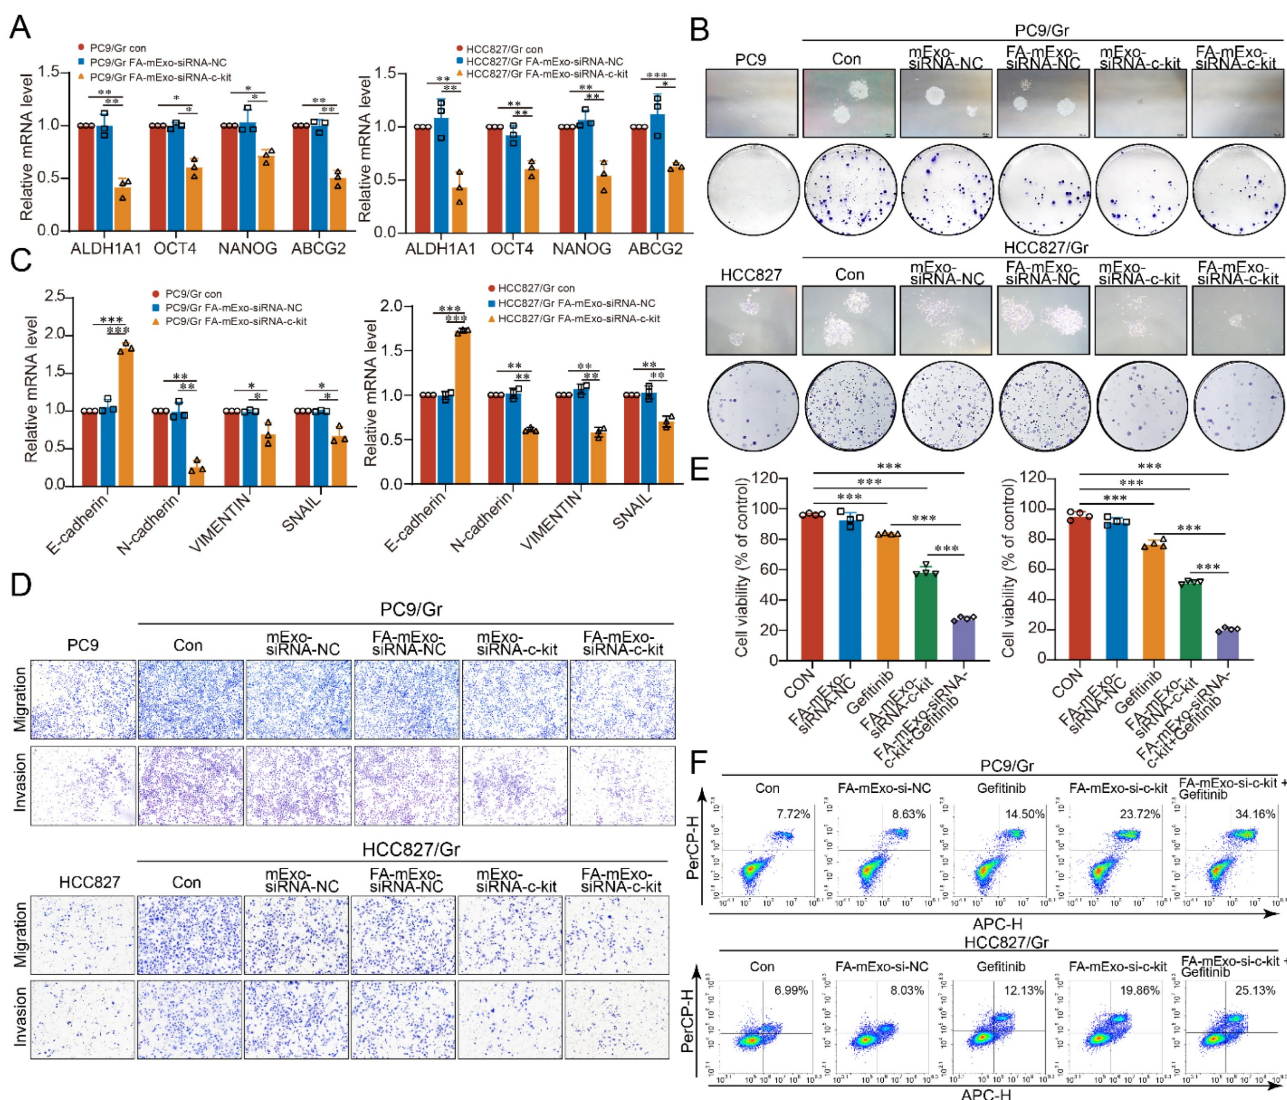 A
PC9/Gr con
PC9/Gr FA-mExo-siRNA-NC
PC9/Gr FA-mExo-siRNA-c-kit
Relative mRNA level
1.5
1.0
0.5
0.0
** ** * * * * ** **
ALDH1A1 OCT4 NANOG ABCG2
HCC827/Gr con
HCC827/Gr FA-mExo-siRNA-NC
HCC827/Gr FA-mExo-siRNA-c-kit
Relative mRNA level
1.5
1.0
0.5
0.0
** ** ** ** ** ** *** *
ALDH1A1 OCT4 NANOG ABCG2
B
PC9/Gr
PC9 Con mExo-siRNA-NC FA-mExo-siRNA-NC mExo-siRNA-c-kit FA-mExo-siRNA-c-kit
HCC827/Gr
HCC827 Con mExo-siRNA-NC FA-mExo-siRNA-NC mExo-siRNA-c-kit FA-mExo-siRNA-c-kit
C
PC9/Gr con
PC9/Gr FA-mExo-siRNA-NC
PC9/Gr FA-mExo-siRNA-c-kit
Relative mRNA level
2.5
2.0
1.5
1.0
0.5
0.0
*** *** ** ** * * * *
E-cadherin N-cadherin VIMENTIN SNAIL
HCC827/Gr con
HCC827/Gr FA-mExo-siRNA-NC
HCC827/Gr FA-mExo-siRNA-c-kit
Relative mRNA level
2.0
1.5
1.0
0.5
0.0
*** *** ** ** ** ** ** **
E-cadherin N-cadherin VIMENTIN SNAIL
D
PC9/Gr
PC9 Con mExo-siRNA-NC FA-mExo-siRNA-NC mExo-siRNA-c-kit FA-mExo-siRNA-c-kit
Migration
Invasion
HCC827/Gr
HCC827 Con mExo-siRNA-NC FA-mExo-siRNA-NC mExo-siRNA-c-kit FA-mExo-siRNA-c-kit
Migration
Invasion
E
Cell viability (% of control)
120
100
80
60
40
20
0
***
***
***
***
***
CON FA-mExo-siRNA-NC Gefitinib FA-mExo-siRNA-c-kit FA-mExo-siRNA-c-kit+Gefitinib
Cell viability (% of control)
120
100
80
60
40
20
0
***
***
***
***
***
CON FA-mExo-siRNA-NC Gefitinib FA-mExo-siRNA-c-kit FA-mExo-siRNA-c-kit+Gefitinib
F
PC9/Gr
Con FA-mExo-si-NC Gefitinib FA-mExo-si-c-kit FA-mExo-si-c-kit + Gefitinib
7.72% 8.63% 14.50% 23.72% 34.16%
PerCP-H
APC-H
HCC827/Gr
Con FA-mExo-si-NC Gefitinib FA-mExo-si-c-kit FA-mExo-si-c-kit + Gefitinib
6.99% 8.03% 12.13% 19.86% 25.13%
PerCP-H
APC-H